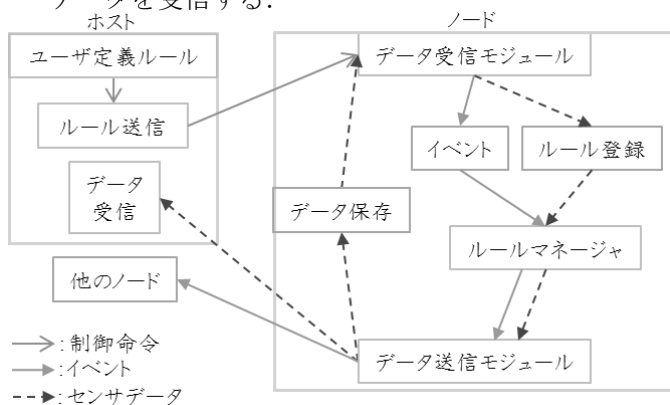 データを受信する.
ホスト
ノード
ユーザ定義ルール
データ受信モジュール
ルール送信
イベント
ルール登録
データ
受信
データ保存
ルールマネージャ
他のノード
データ送信モジュール
:制御命令
:イベント
:センサデータ